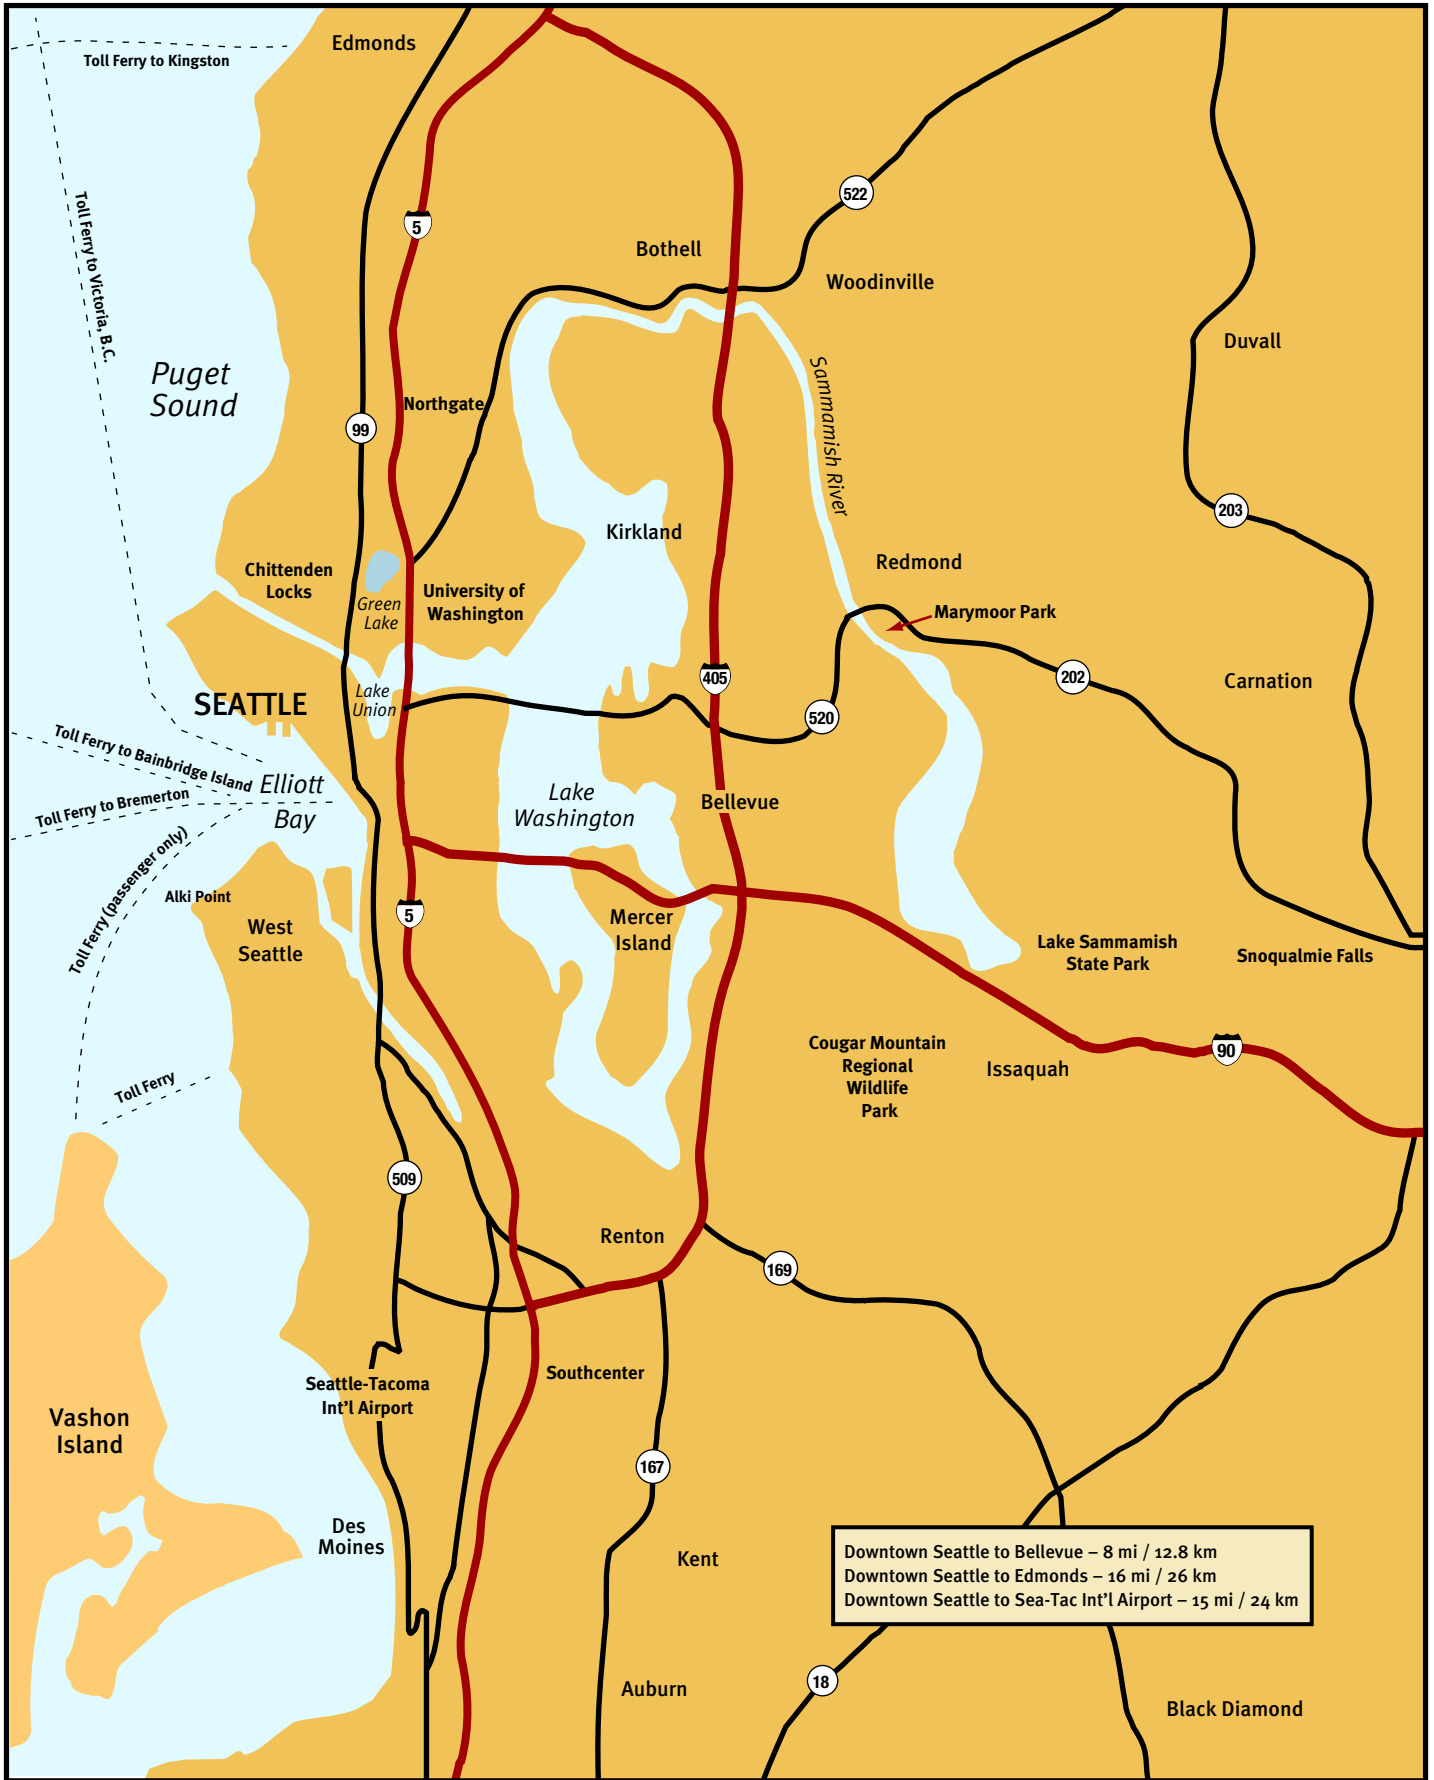 Edmonds
Toll Ferry to Kingston
522
Toll Ferry to Victoria, B.C.
5
Bothell
Woodinville
Duvall
Puget
Sound
Sammamish River
Northgate
99
203
Kirkland
Chittenden
Locks
Redmond
University of
Washington
Green
Lake
Marymoor Park
405
202
Carnation
SEATTLE
Lake
Union
520
Toll Ferry to Bainbridge Island
Elliott
Bay
Toll Ferry to Bremerton
Lake
Washington
Bellevue
Toll Ferry (passenger only)
Alki Point
5
West
Seattle
Mercer
Island
Lake Sammamish
State Park
Snoqualmie Falls
Cougar Mountain
Regional
Wildlife
Park
Issaquah
90
Toll Ferry
509
Renton
169
Southcenter
Seattle-Tacoma
Int'l Airport
Vashon
Island
167
Des
Moines
Kent
Downtown Seattle to Bellevue – 8 mi / 12.8 km
Downtown Seattle to Edmonds – 16 mi / 26 km
Downtown Seattle to Sea-Tac Int'l Airport – 15 mi / 24 km
18
Auburn
Black Diamond